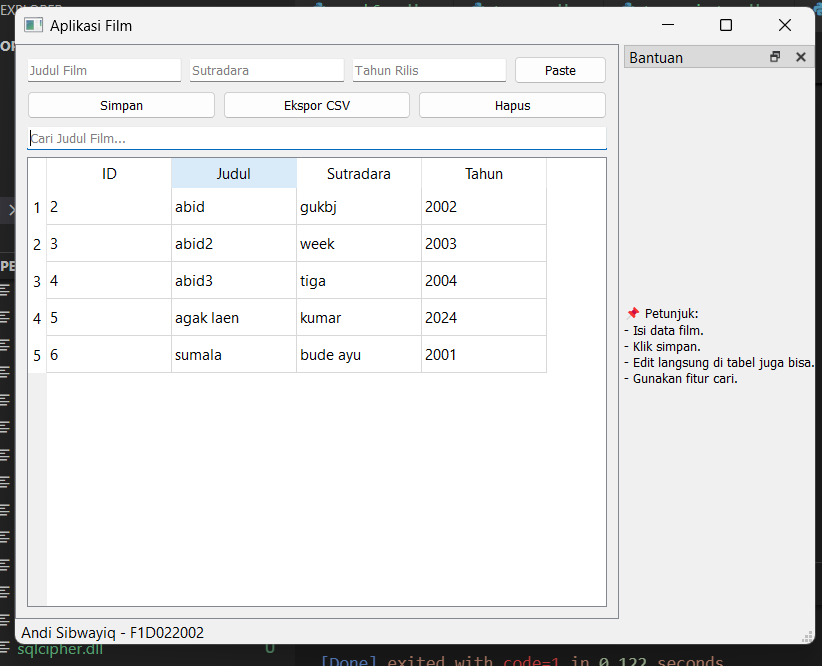 EXPLORER
Aplikasi Film
Judul Film Sutradara Tahun Rilis Paste
Simpan Ekspor CSV Hapus
Cari Judul Film...
ID Judul Sutradara Tahun
1 2 abid gukbj 2002
2 3 abid2 week 2003
3 4 abid3 tiga 2004
4 5 agak laen kumar 2024
5 6 sumala bude ayu 2001
Bantuan
📌 Petunjuk:
- Isi data film.
- Klik simpan.
- Edit langsung di tabel juga bisa.
- Gunakan fitur cari.
Andi Sibwayiq - F1D022002
sqlcipher.dll U
[Done] exited with code=1 in 0.122 seconds